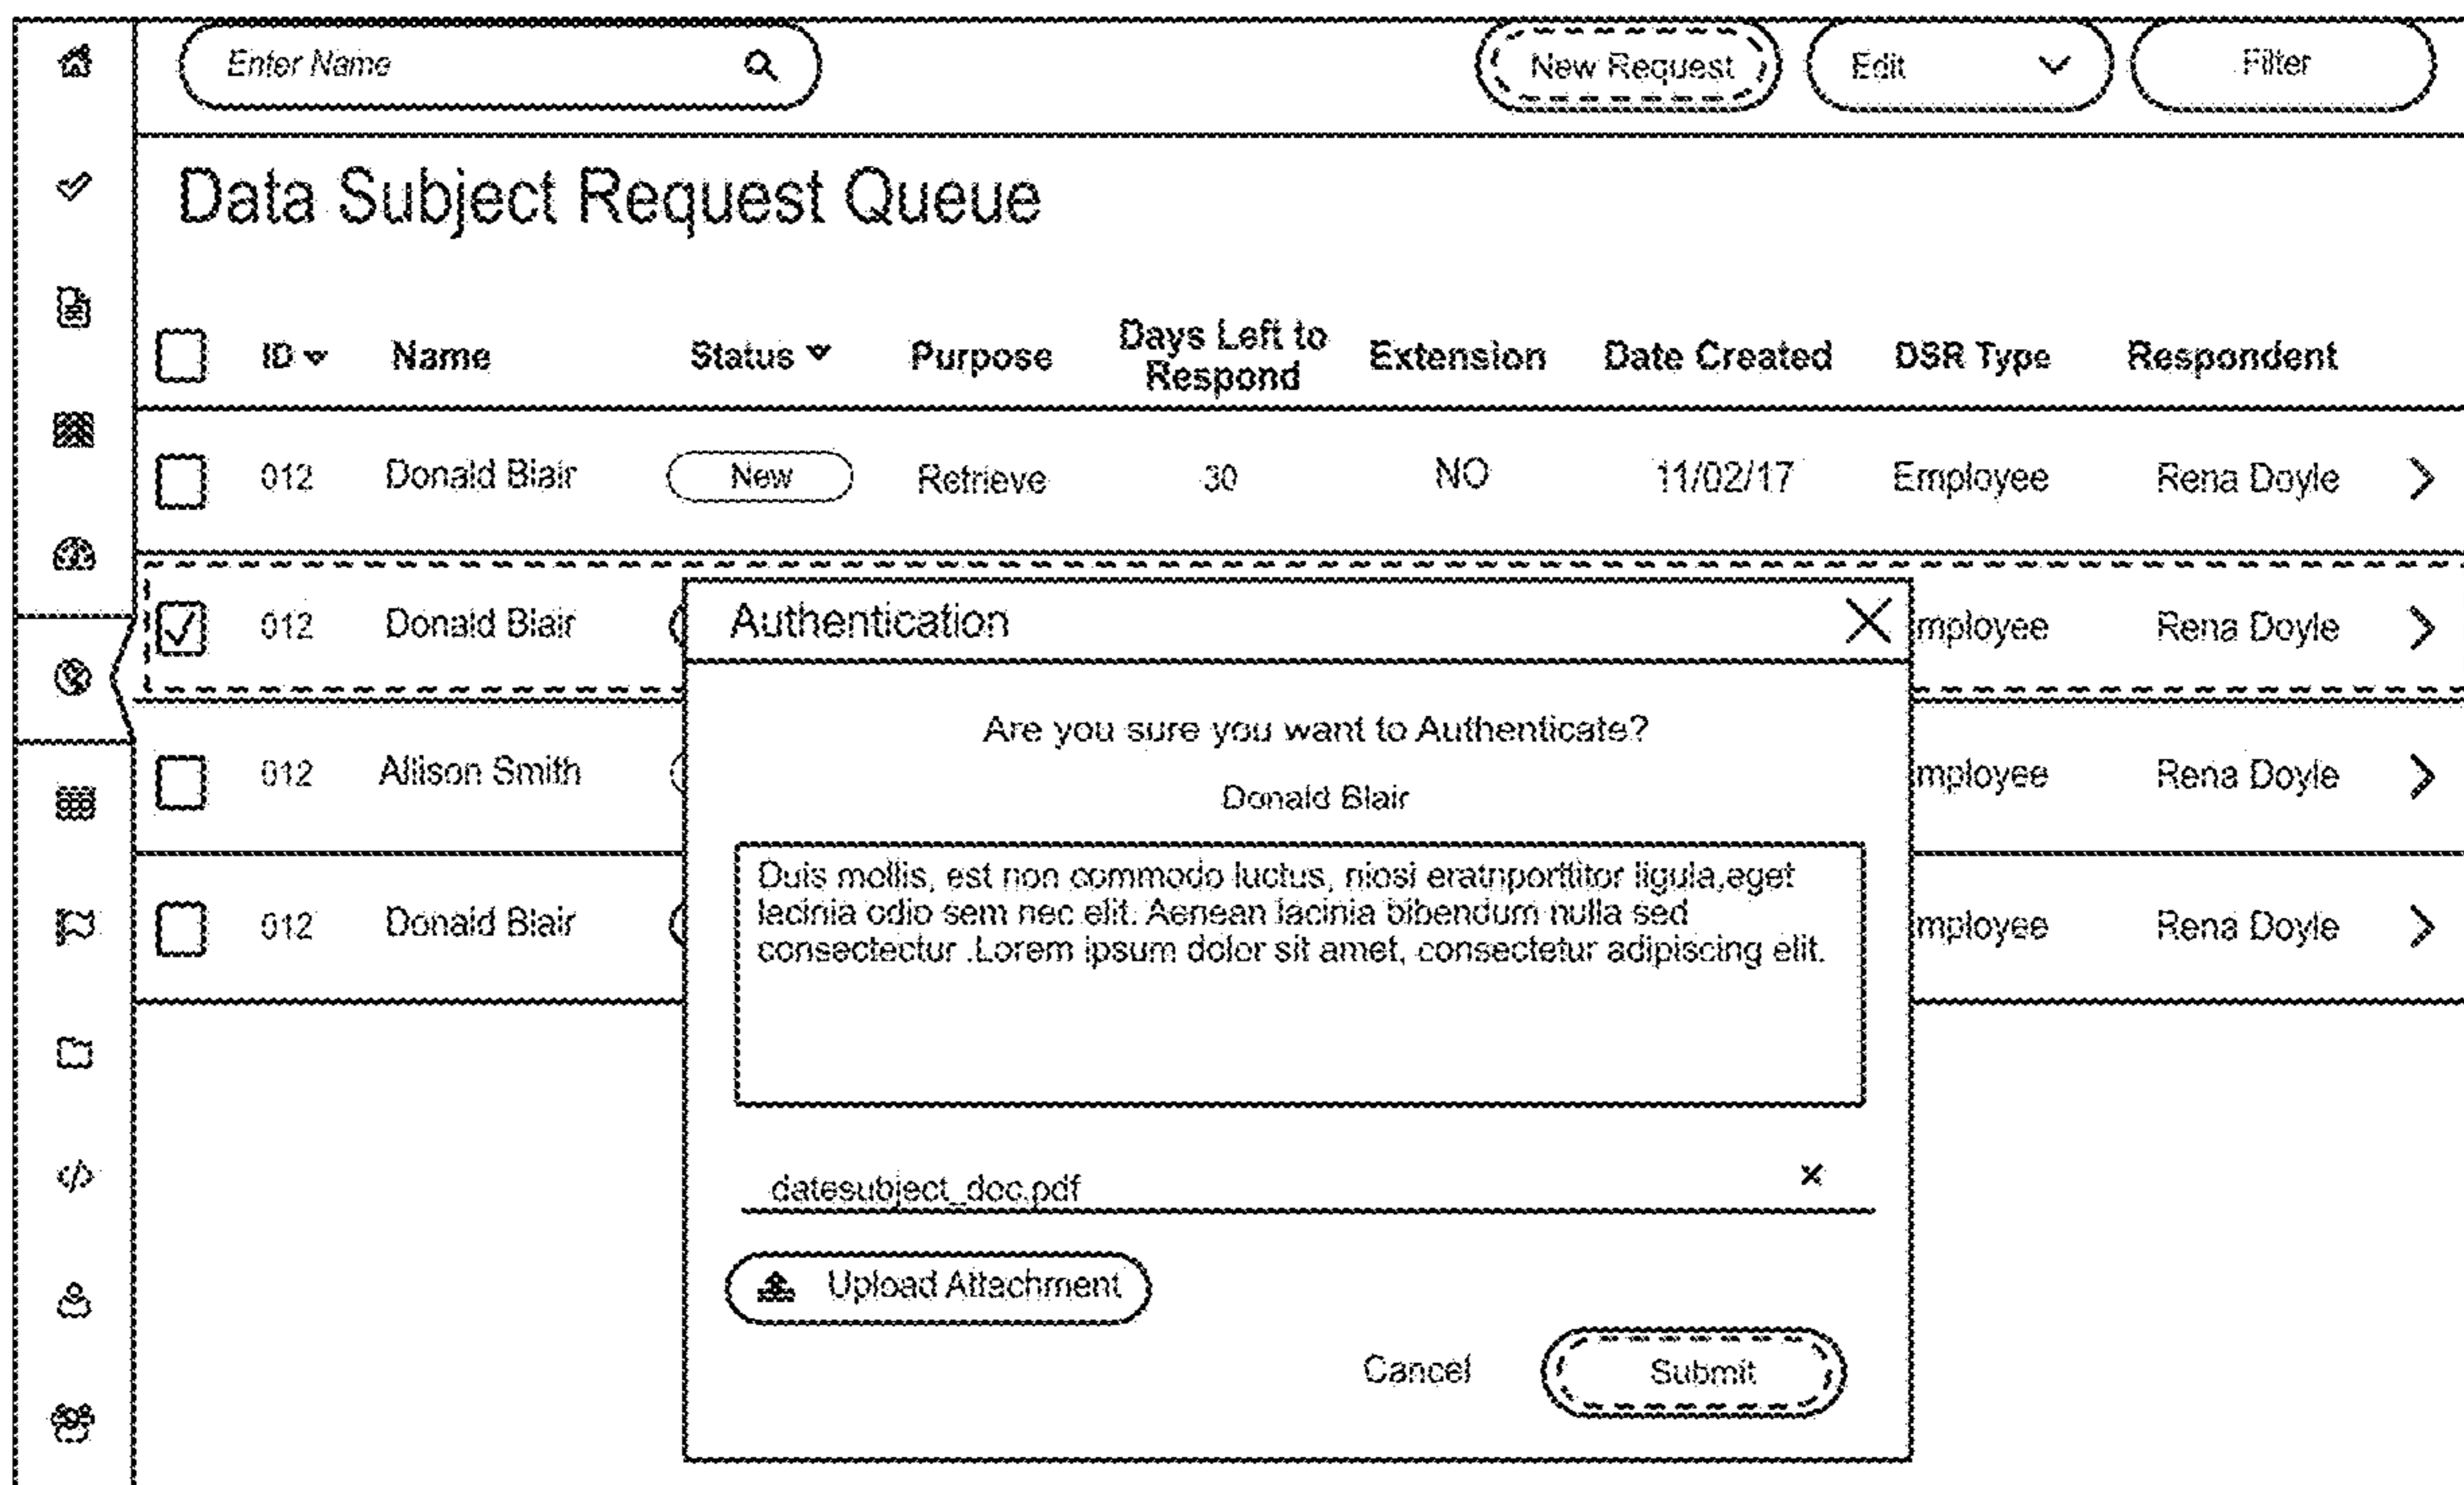 Enter Name
New Request
Edit
Filter
Data Subject Request Queue
ID Name Status Purpose Days Left to Respond Extension Date Created DSR Type Respondent
012 Donald Blair New Retrieve 30 NO 11/02/17 Employee Rena Doyle
012 Donald Blair mployee Rena Doyle
012 Allison Smith mployee Rena Doyle
012 Donald Blair mployee Rena Doyle
Authentication
Are you sure you want to Authenticate?
Donald Blair
Duis mollis, est non commodo luctus, niosi eratnporttitor ligula,eget
lacinia odio sem nec elit. Aenean lacinia bibendum nulla sed
consectectur .Lorem ipsum dolor sit amet, consectetur adipiscing elit.
datesubject_doc.pdf
Upload Attachment
Cancel
Submit